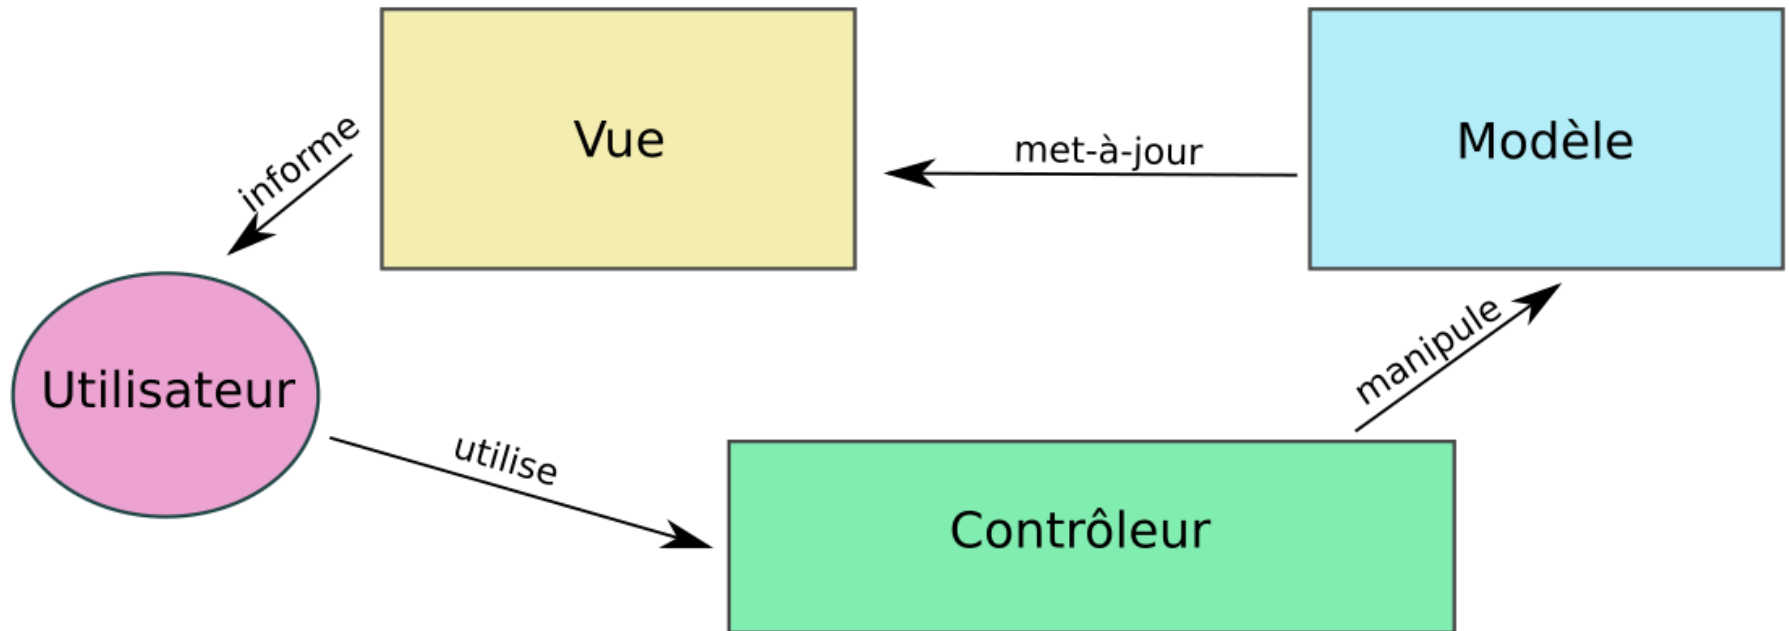 Vue
Modèle
met-à-jour
informe
Utilisateur
manipule
utilise
Contrôleur